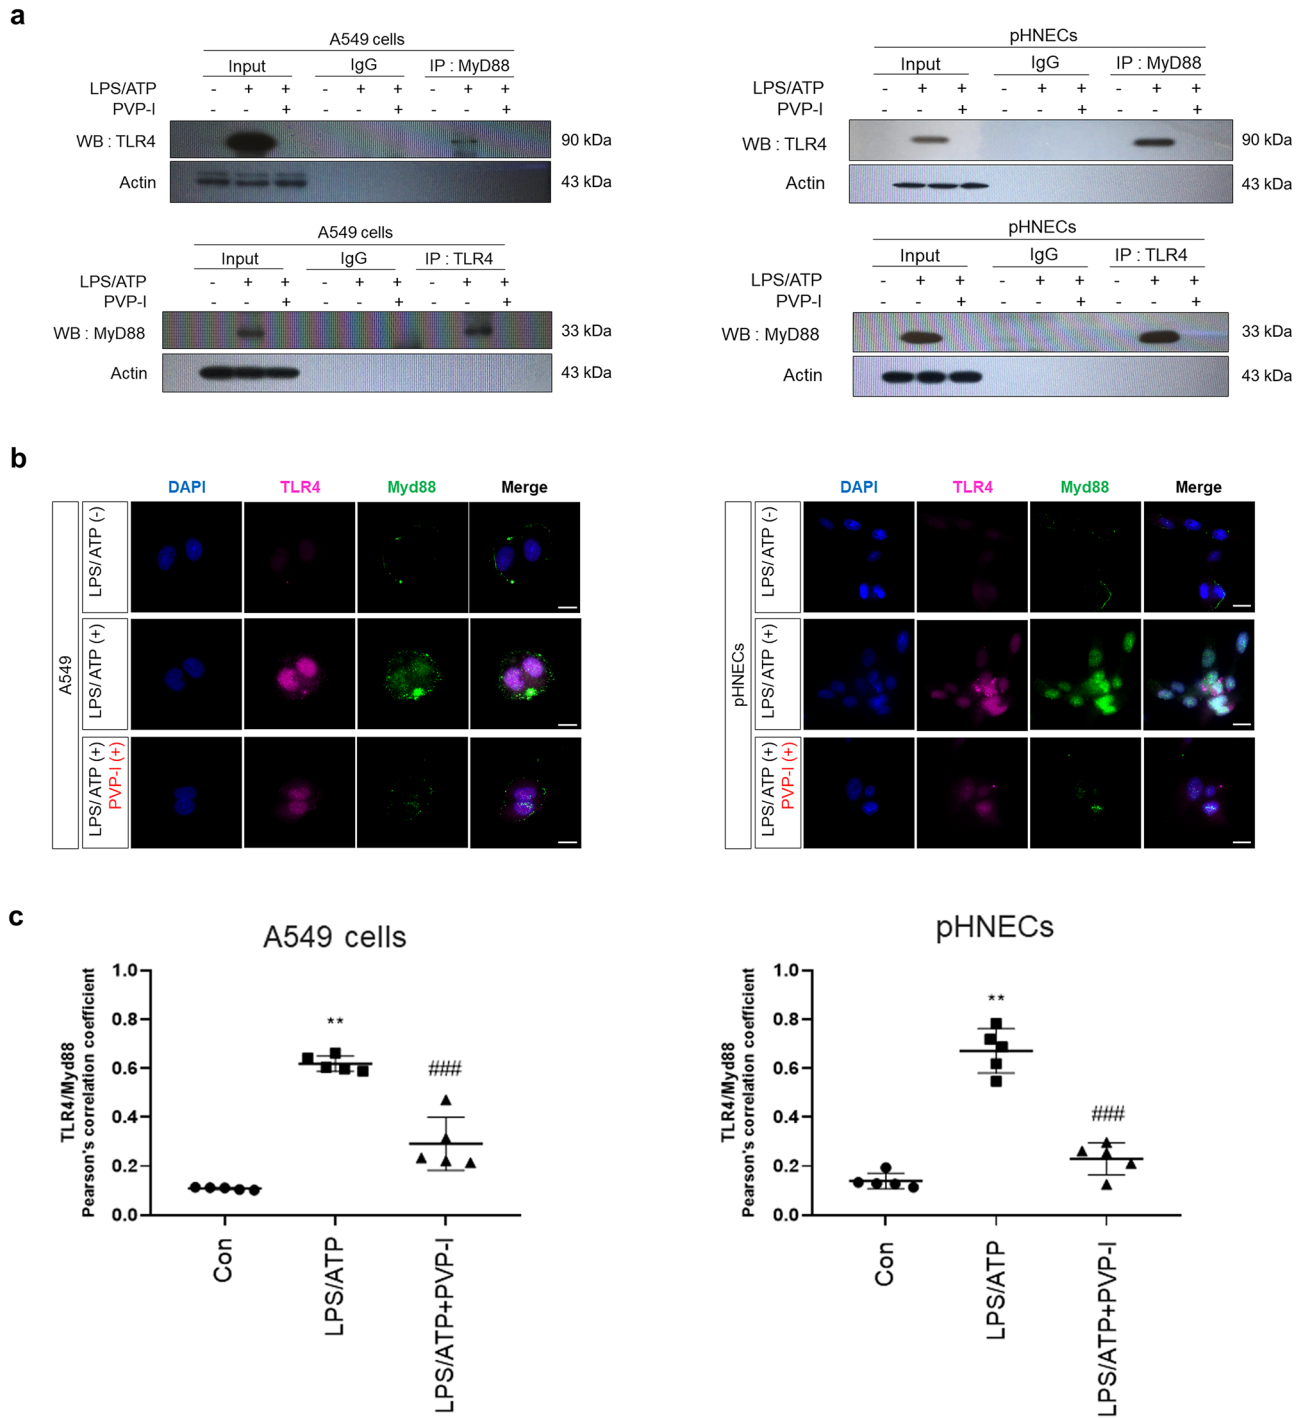 a
A549 cells
Input IgG IP : MyD88
LPS/ATP - + + - + + - + +
PVP-I - - + - - + - - +
WB : TLR4 90 kDa
Actin 43 kDa
A549 cells
Input IgG IP : TLR4
LPS/ATP - + + - + + - + +
PVP-I - - + - - + - - +
WB : MyD88 33 kDa
Actin 43 kDa
pHNECs
Input IgG IP : MyD88
LPS/ATP - + + - + + - + +
PVP-I - - + - - + - - +
WB : TLR4 90 kDa
Actin 43 kDa
pHNECs
Input IgG IP : TLR4
LPS/ATP - + + - + + - + +
PVP-I - - + - - + - - +
WB : MyD88 33 kDa
Actin 43 kDa
b
DAPI TLR4 Myd88 Merge
A549
LPS/ ATP (-)
LPS/ ATP (+)
LPS/ ATP (+)
PVP-I (+)
DAPI TLR4 Myd88 Merge
pHNECs
LPS/ ATP (-)
LPS/ ATP (+)
LPS/ ATP (+)
PVP-I (+)
c
A549 cells
TLR4/Myd88
Pearson's correlation coefficient
1.0
0.8
0.6
0.4
0.2
0.0
**
###
Con
LPS/ATP
LPS/ATP+PVP-I
pHNECs
TLR4/Myd88
Pearson's correlation coefficient
1.0
0.8
0.6
0.4
0.2
0.0
**
###
Con
LPS/ATP
LPS/ATP+PVP-I